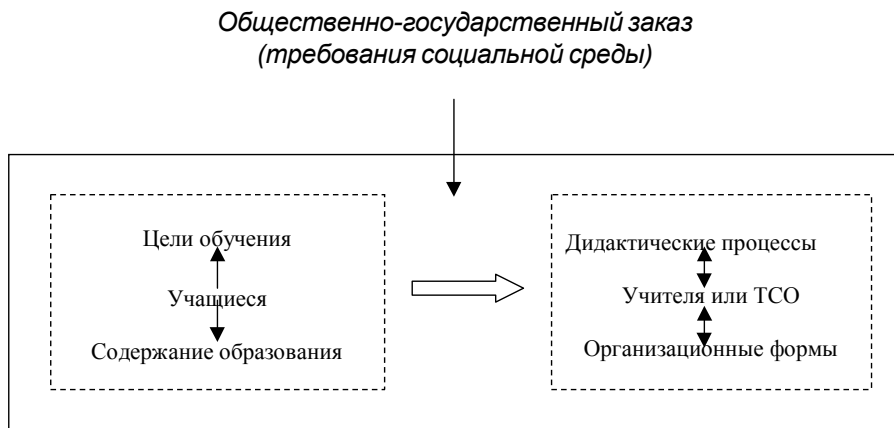 Общественно-государственный заказ
(требования социальной среды)
Цели обучения
Учащиеся
Содержание образования
Дидактические процессы
Учителя или ТСО
Организационные формы